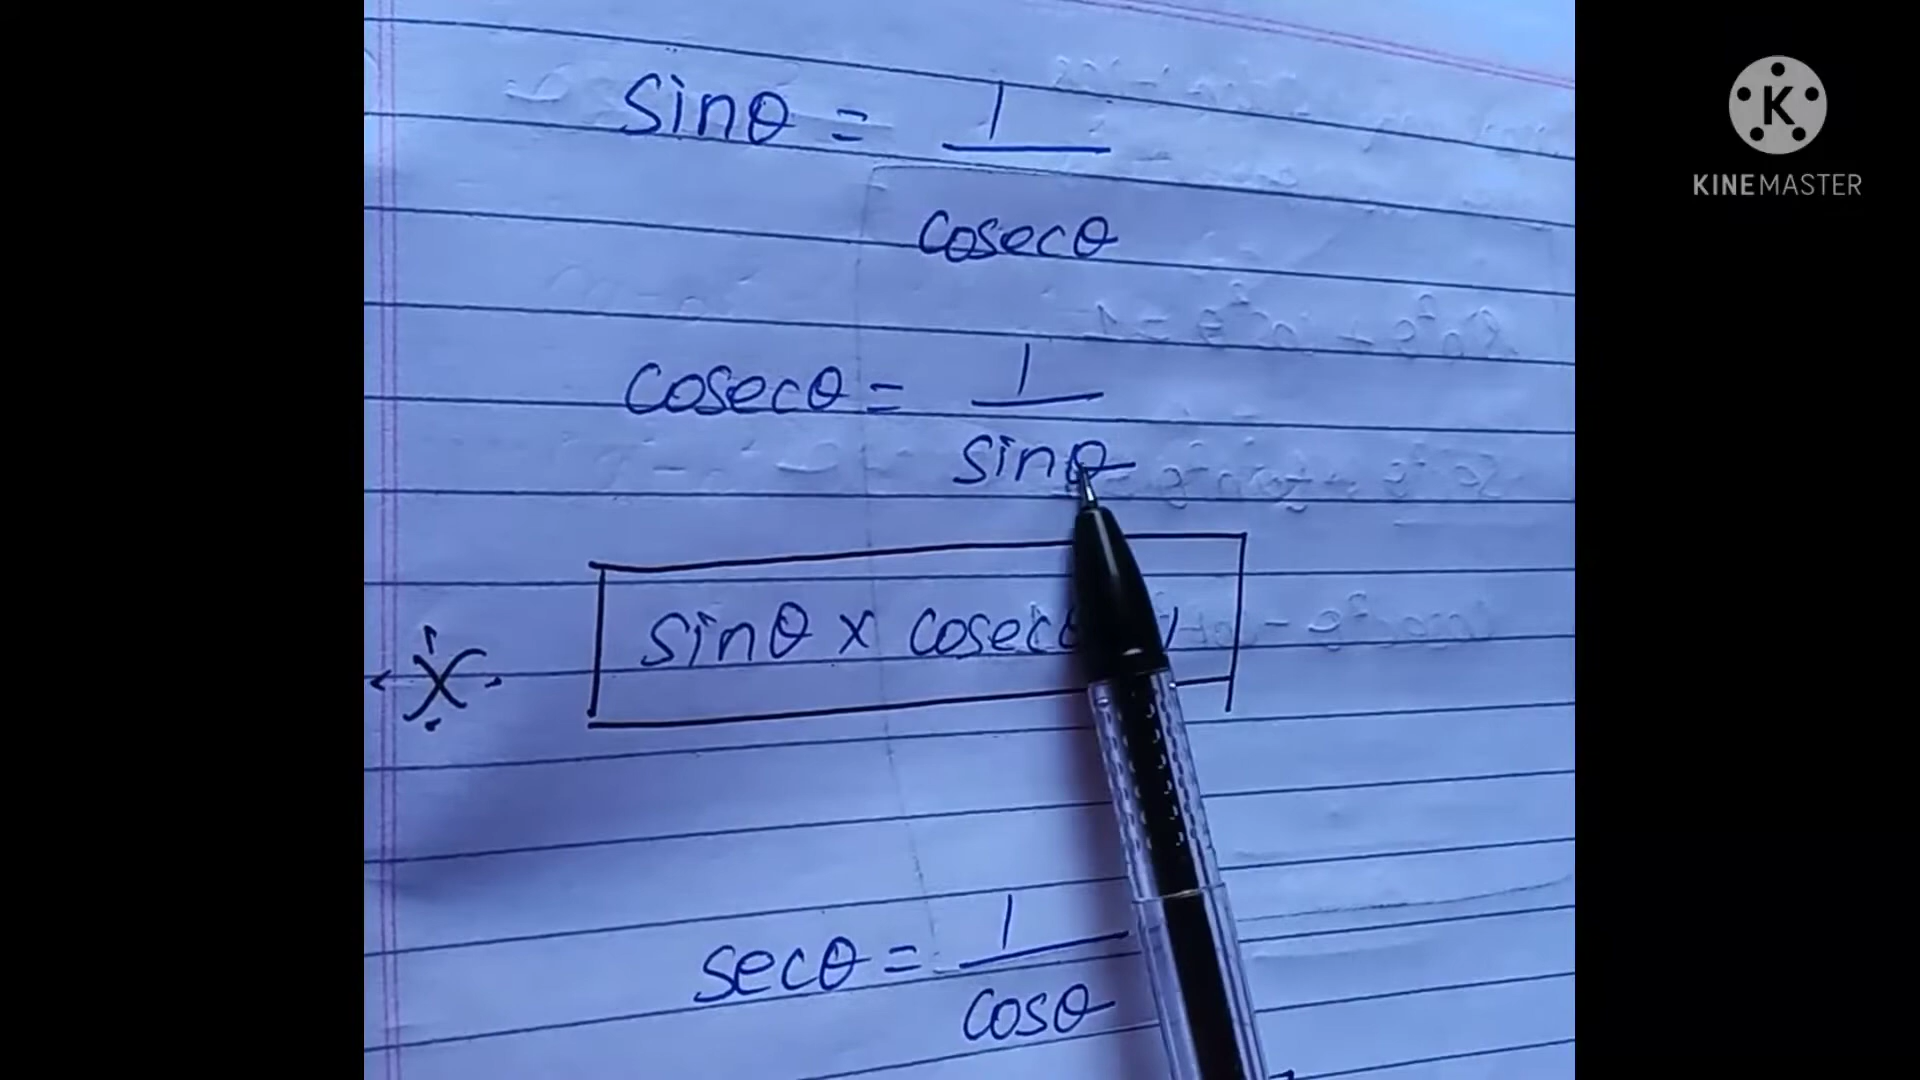 sinθ = 1
cosecθ
KINEMASTER
cosecθ = 1
sinθ
sinθ x cosec
secθ = 1
cosθ